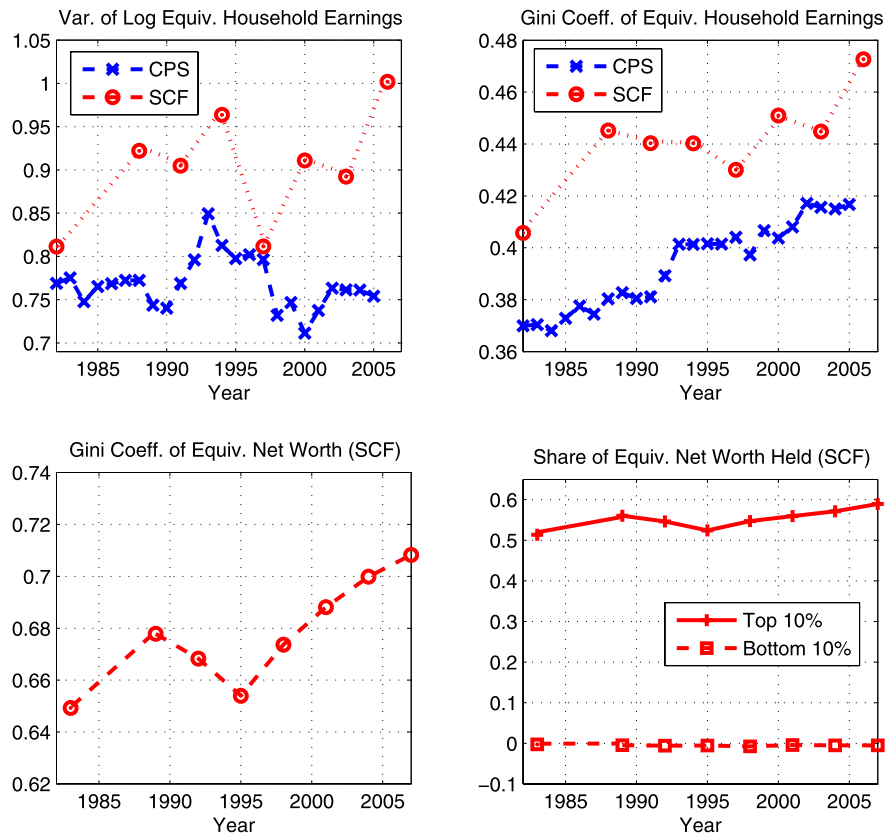 Var. of Log Equiv. Household Earnings
1.05
1
0.95
0.9
0.85
0.8
0.75
0.7
CPS
SCF
1985 1990 1995 2000 2005
Year
Gini Coeff. of Equiv. Household Earnings
0.48
0.46
0.44
0.42
0.4
0.38
0.36
CPS
SCF
1985 1990 1995 2000 2005
Year
Gini Coeff. of Equiv. Net Worth (SCF)
0.74
0.72
0.7
0.68
0.66
0.64
0.62
1985 1990 1995 2000 2005
Year
Share of Equiv. Net Worth Held (SCF)
0.6
0.5
0.4
0.3
0.2
0.1
0
−0.1
Top 10%
Bottom 10%
1985 1990 1995 2000 2005
Year